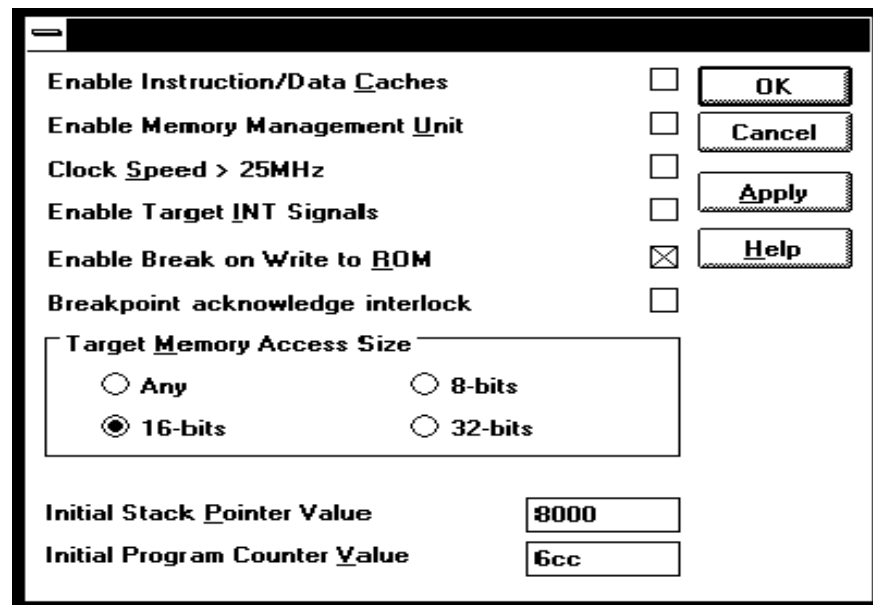 Enable Instruction/Data Caches
OK
Enable Memory Management Unit
Cancel
Clock Speed > 25MHz
Apply
Enable Target INT Signals
Enable Break on Write to ROM
Help
Breakpoint acknowledge interlock
Target Memory Access Size
Any
8-bits
16-bits
32-bits
Initial Stack Pointer Value
8000
Initial Program Counter Value
6cc